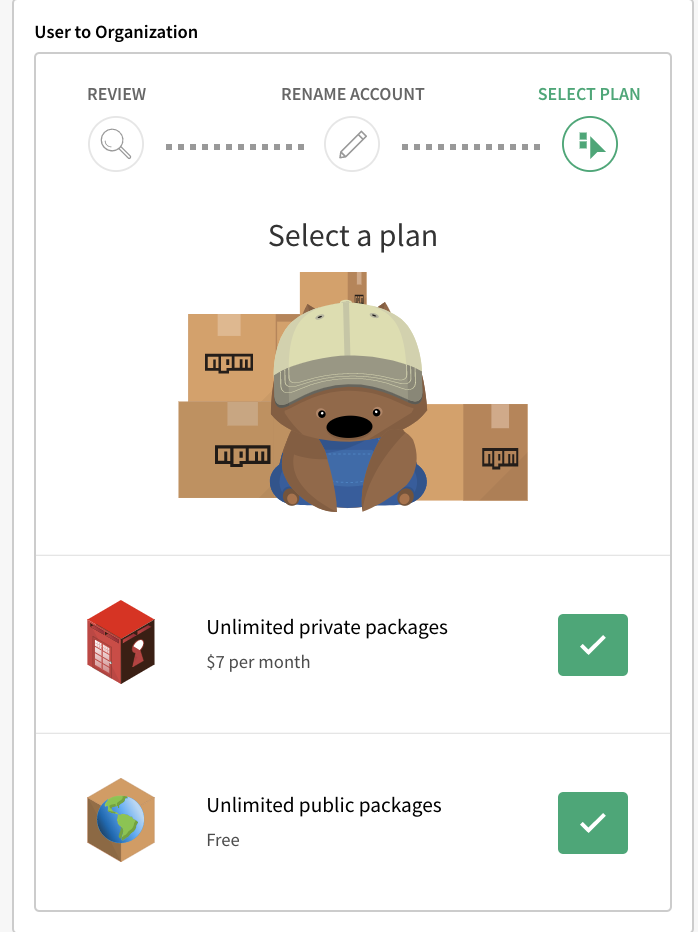 User to Organization
REVIEW
RENAME ACCOUNT
SELECT PLAN
Select a plan
npm
npm
npm
Unlimited private packages
$7 per month
Unlimited public packages
Free